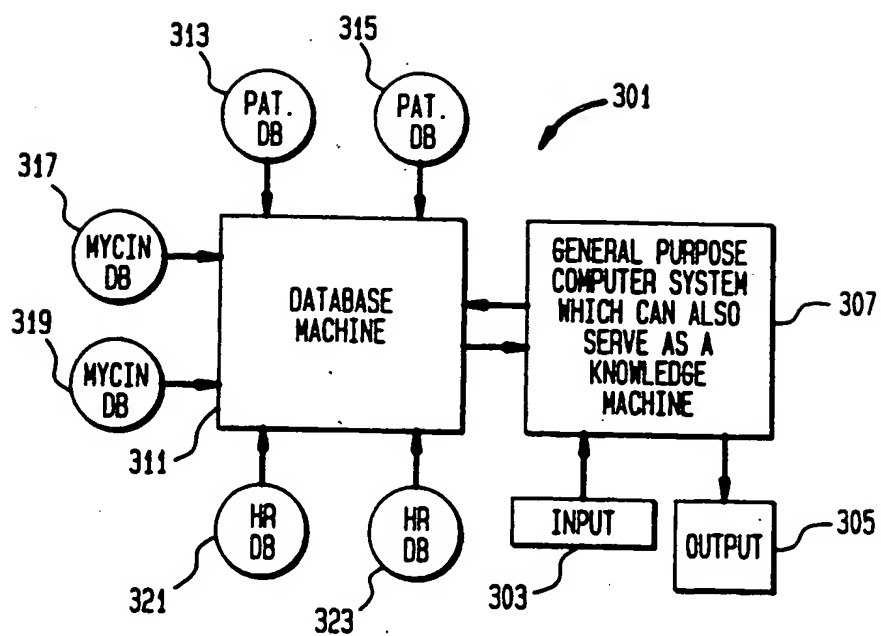 313
315
301
PAT.
DB
PAT.
DB
317
MYCIN
DB
DATABASE
MACHINE
GENERAL PURPOSE
COMPUTER SYSTEM
WHICH CAN ALSO
SERVE AS A
KNOWLEDGE
MACHINE
307
319
MYCIN
DB
311
HR
DB
HR
DB
INPUT
OUTPUT
305
321
323
303